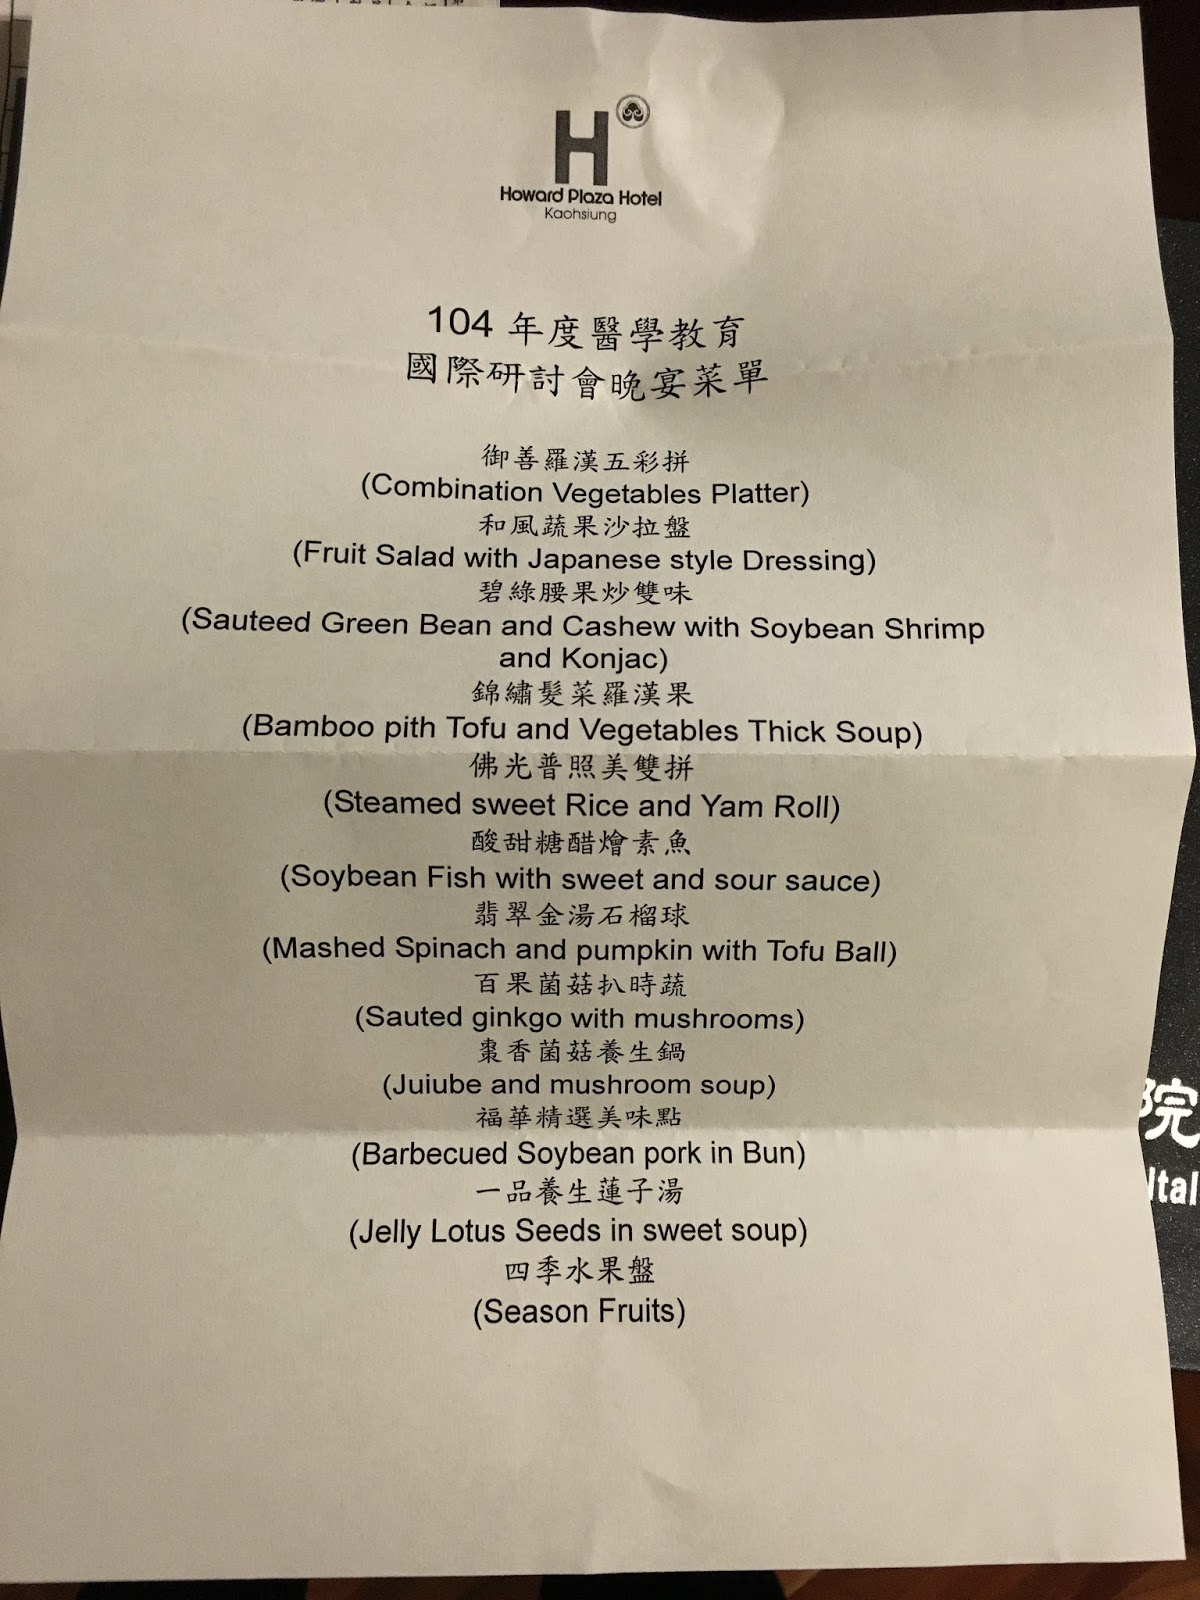 H
Howard Plaza Hotel
Kaohsiung
104 年度醫學教育
國際研討會晚宴菜單
御善羅漢五彩拼
(Combination Vegetables Platter)
和風蔬果沙拉盤
(Fruit Salad with Japanese style Dressing)
碧綠腰果炒雙味
(Sauteed Green Bean and Cashew with Soybean Shrimp
and Konjac)
錦繡髮菜羅漢果
(Bamboo pith Tofu and Vegetables Thick Soup)
佛光普照美雙拼
(Steamed sweet Rice and Yam Roll)
酸甜糖醋燴素魚
(Soybean Fish with sweet and sour sauce)
翡翠金湯石榴球
(Mashed Spinach and pumpkin with Tofu Ball)
百果菌菇扒時蔬
(Sauted ginkgo with mushrooms)
棗香菌菇養生鍋
(Juiube and mushroom soup)
福華精選美味點
(Barbecued Soybean pork in Bun)
一品養生蓮子湯
(Jelly Lotus Seeds in sweet soup)
四季水果盤
(Season Fruits)
院
ital